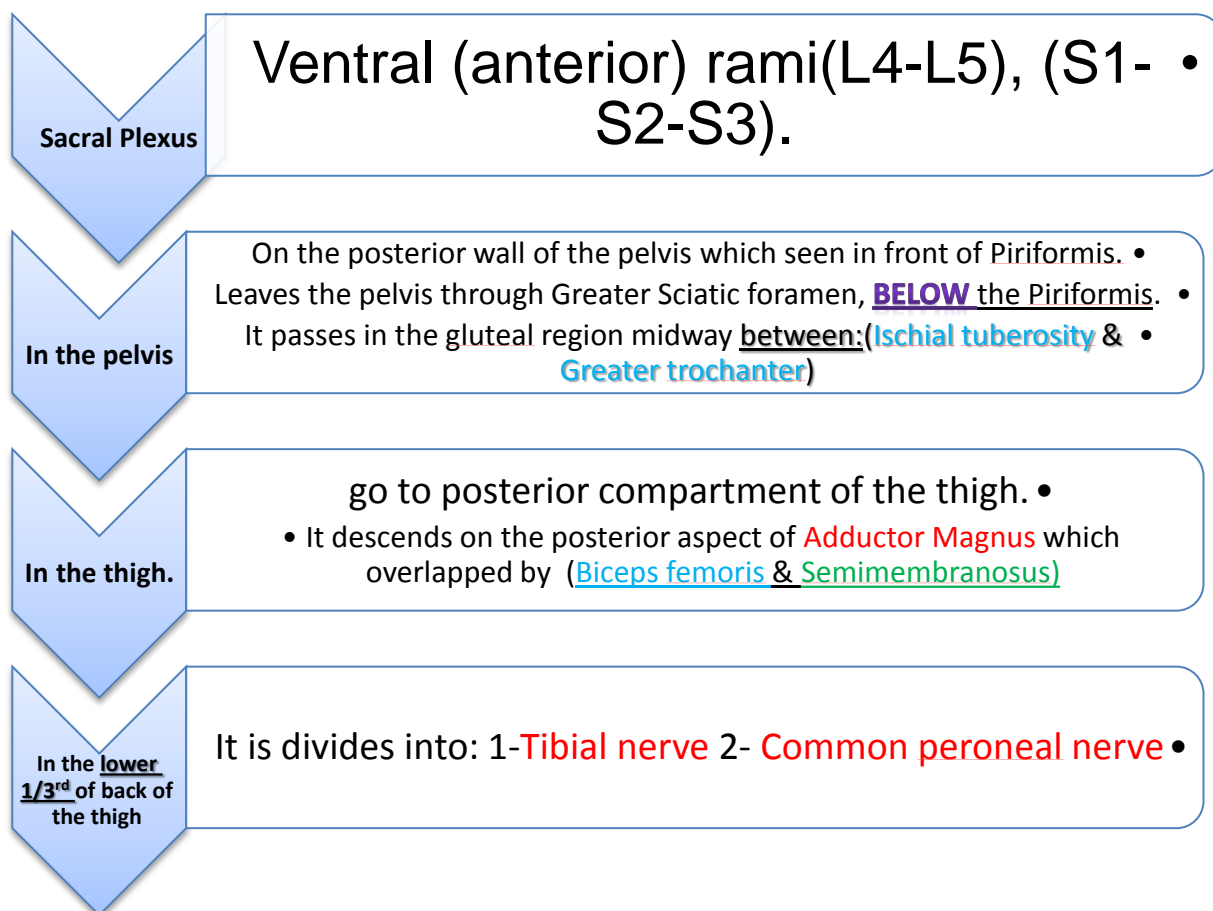 Sacral Plexus
Ventral (anterior) rami(L4-L5), (S1- •
S2-S3).
In the pelvis
On the posterior wall of the pelvis which seen in front of Piriformis. •
Leaves the pelvis through Greater Sciatic foramen, BELOW the Piriformis. •
It passes in the gluteal region midway between:(Ischial tuberosity & •
Greater trochanter)
In the thigh.
go to posterior compartment of the thigh. •
• It descends on the posterior aspect of Adductor Magnus which
overlapped by (Biceps femoris & Semimembranosus)
In the lower
1/3rd of back of
the thigh
It is divides into: 1-Tibial nerve 2- Common peroneal nerve •